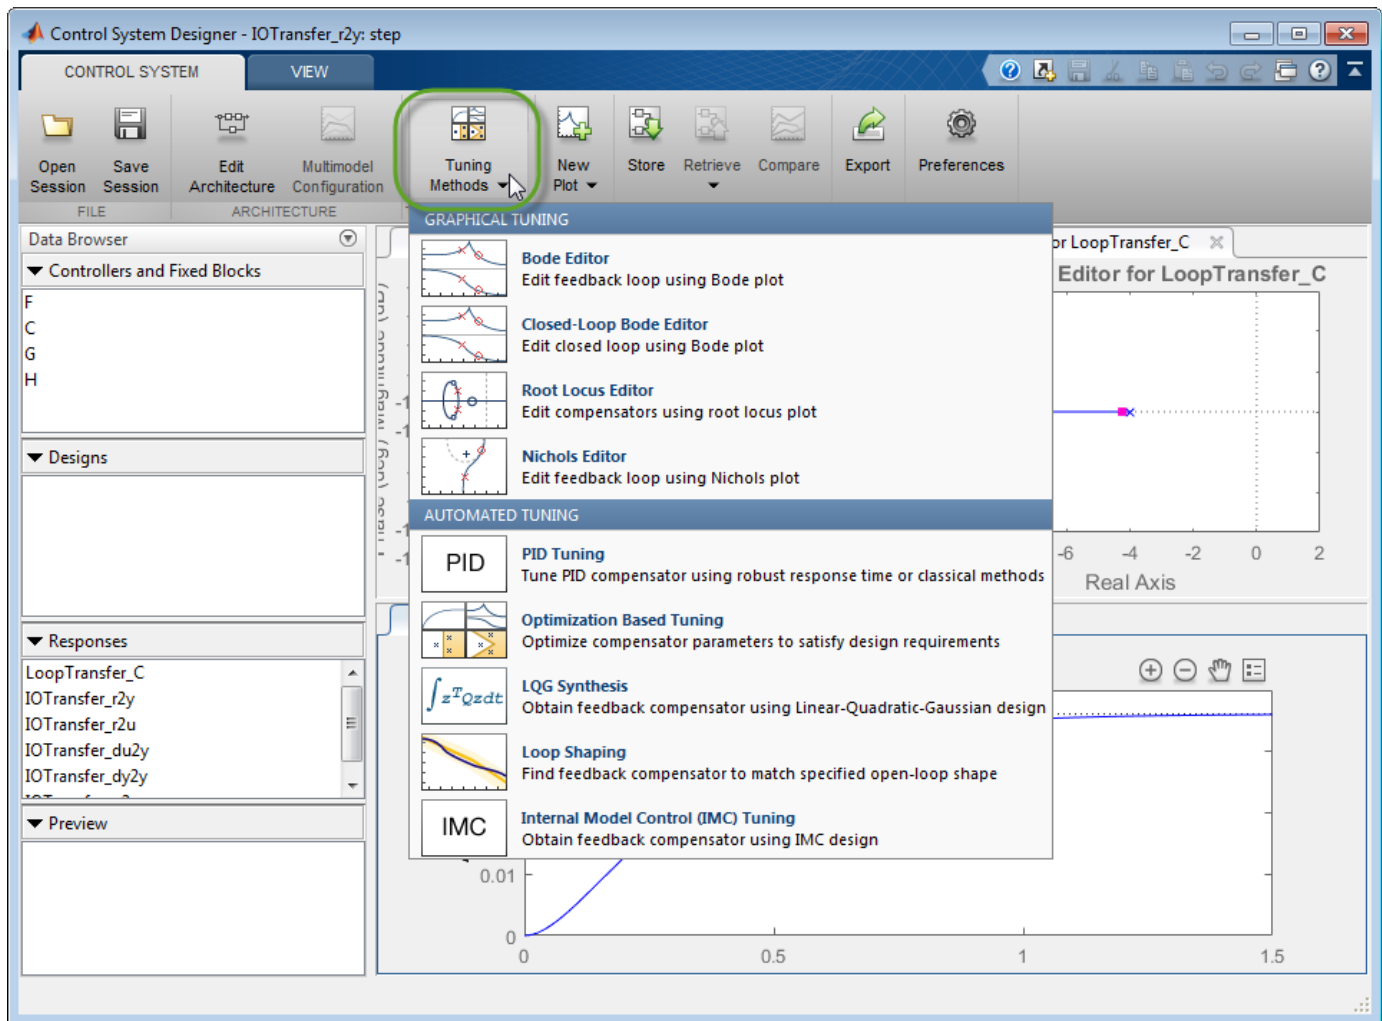 Control System Designer - IOTransfer_r2y: step
CONTROL SYSTEM
VIEW
Open Session
Save Session
Edit Architecture
Multimodel Configuration
Tuning Methods
New Plot
Store
Retrieve
Compare
Export
Preferences
FILE
ARCHITECTURE
Data Browser
Controllers and Fixed Blocks
F
C
G
H
Designs
Responses
LoopTransfer_C
IOTransfer_r2y
IOTransfer_r2u
IOTransfer_du2y
IOTransfer_dy2y
Preview
GRAPHICAL TUNING
Bode Editor
Edit feedback loop using Bode plot
Closed-Loop Bode Editor
Edit closed loop using Bode plot
Root Locus Editor
Edit compensators using root locus plot
Nichols Editor
Edit feedback loop using Nichols plot
AUTOMATED TUNING
PID
PID Tuning
Tune PID compensator using robust response time or classical methods
Optimization Based Tuning
Optimize compensator parameters to satisfy design requirements
∫zᵀQzdt
LQG Synthesis
Obtain feedback compensator using Linear-Quadratic-Gaussian design
Loop Shaping
Find feedback compensator to match specified open-loop shape
IMC
Internal Model Control (IMC) Tuning
Obtain feedback compensator using IMC design
or LoopTransfer_C
Editor for LoopTransfer_C
-6 -4 -2 0 2
Real Axis
0.01
0
0 0.5 1 1.5